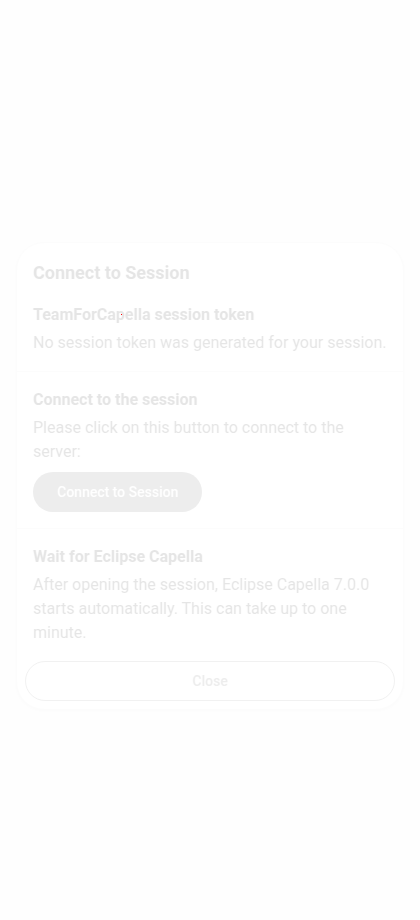 Connect to Session
TeamForCapella session token
No session token was generated for your session.
Connect to the session
Please click on this button to connect to the
server:
Connect to Session
Wait for Eclipse Capella
After opening the session, Eclipse Capella 7.0.0
starts automatically. This can take up to one
minute.
Close